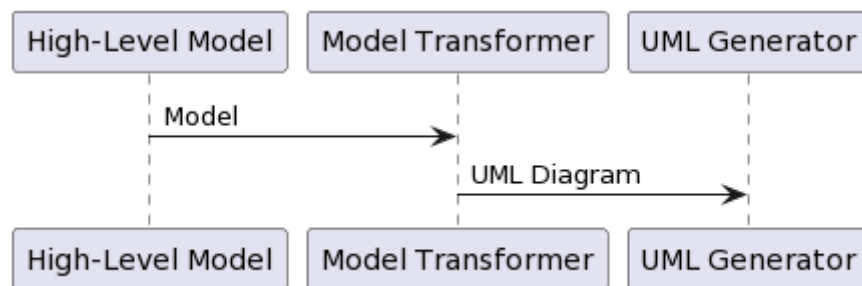 High-Level Model Model Transformer UML Generator
Model
UML Diagram
High-Level Model Model Transformer UML Generator